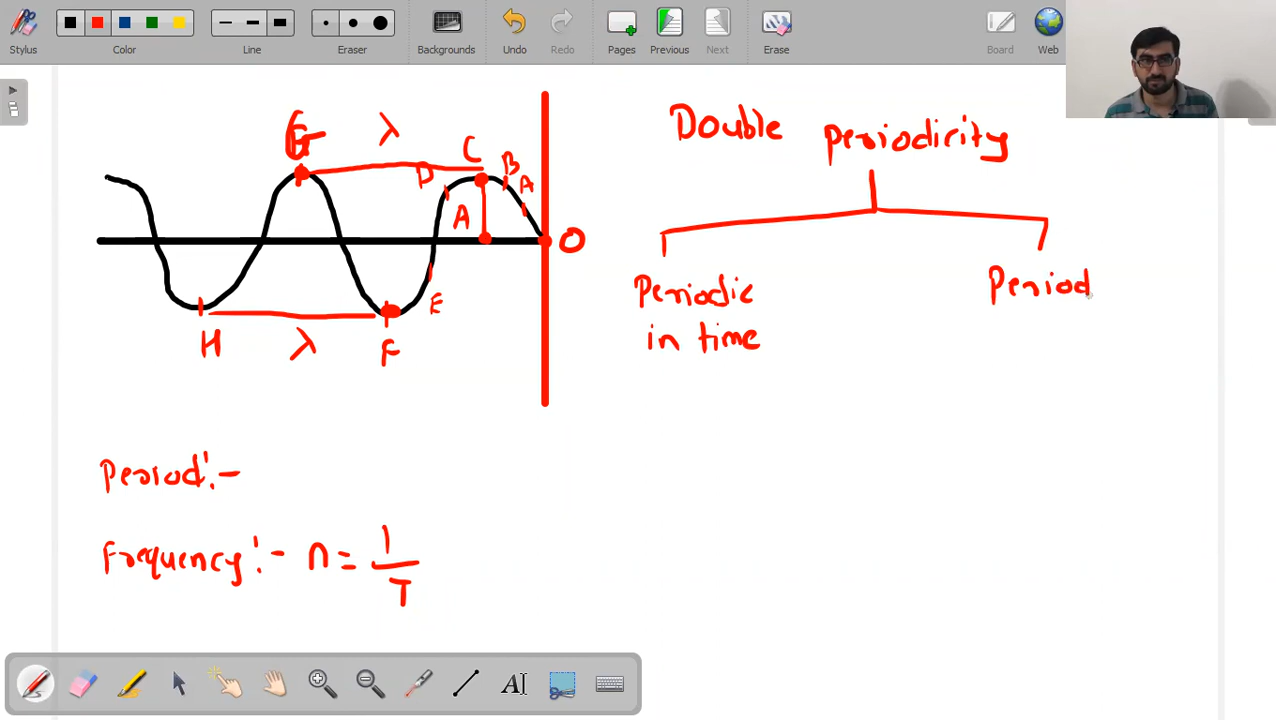 Stylus
Color
Line
Eraser
Backgrounds
Undo
Redo
Pages
Previous
Next
Erase
Board
Web
λ
G
C
B
A
D
A
O
E
H
λ
F
Double periodicity
Periodic
in time
Period
Period :-
Frequency :- n = 1/T
A